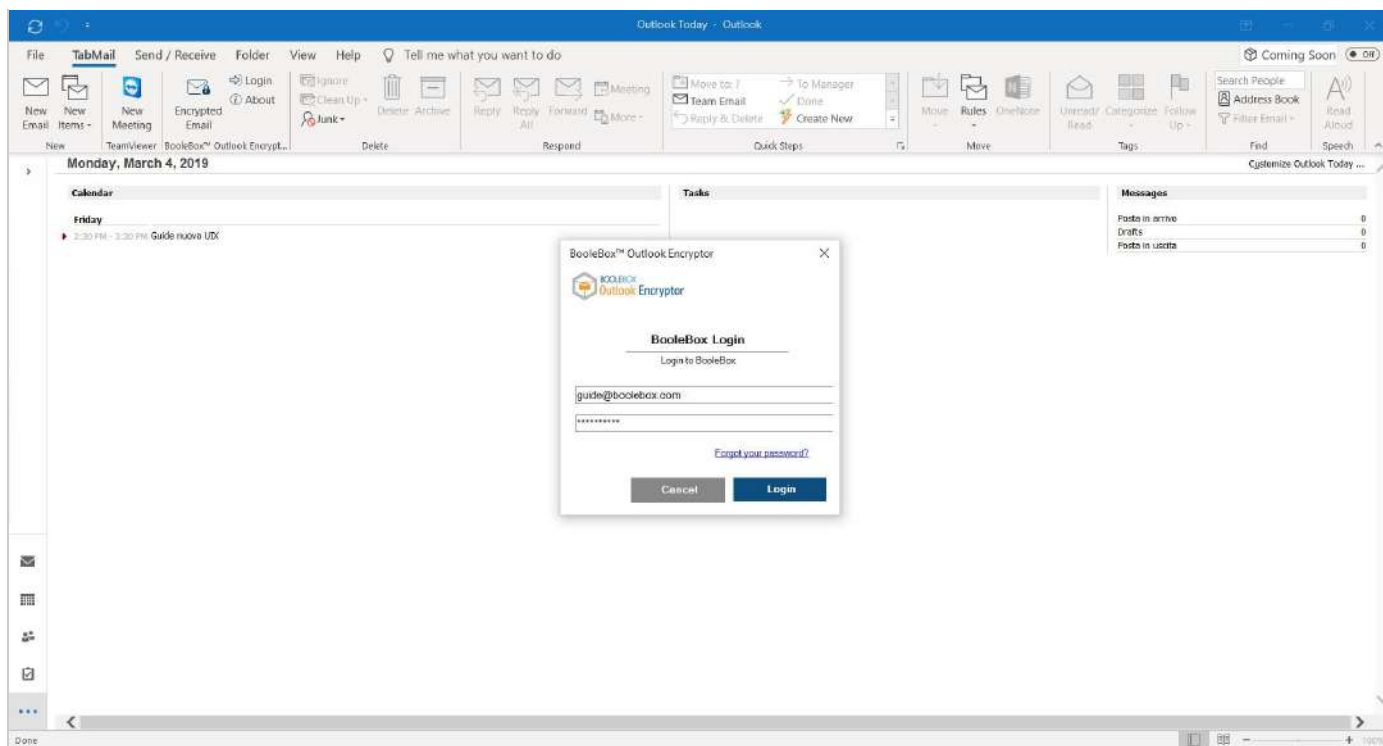 Outlook Today - Outlook
File TabMail Send / Receive Folder View Help Tell me what you want to do Coming Soon Off
New Email
New Items
New Meeting
Encrypted Email
Login
About
Ignore
Clean Up
Junk
Delete Archive
Reply Reply All Forward
Meeting
More
Move to: ?
Team Email
Reply & Delete
To Manager
Done
Create New
Move Rules OneNote
Unread/ Read
Categorize
Follow Up
Search People
Address Book
Filter Email
Read Aloud
New TeamViewer BooleBox™ Outlook Encrypt... Delete Respond Quick Steps Move Tags Find Speech
Monday, March 4, 2019 Customize Outlook Today ...
Calendar Tasks Messages
Friday
2:30 PM - 3:30 PM Guide nuova UIX
Posta in arrivo 0
Drafts 0
Posta in uscita 0
BooleBox™ Outlook Encryptor
BOOLEBOX
Outlook Encryptor
BooleBox Login
Login to BooleBox
guide@boolebox.com
**********
Forgot your password?
Cancel Login
Done 100%